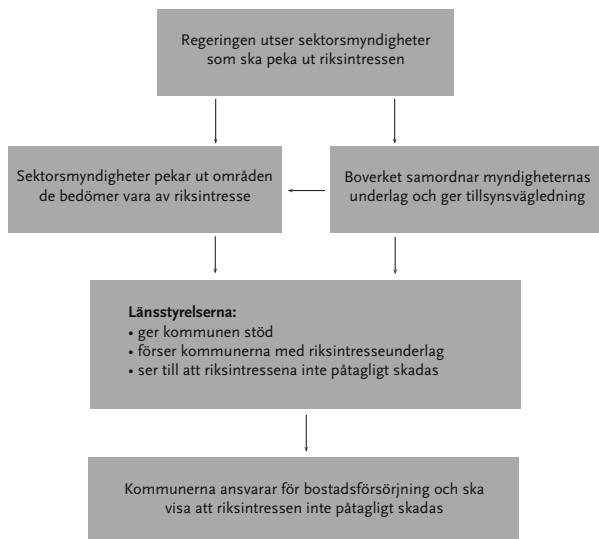 Regeringen utser sektorsmyndigheter
som ska peka ut riksintressen
Sektorsmyndigheter pekar ut områden
de bedömer vara av riksintresse
Boverket samordnar myndigheternas
underlag och ger tillsynsvägledning
Länsstyrelserna:
• ger kommunen stöd
• förser kommunerna med riksintresseunderlag
• ser till att riksintressena inte påtagligt skadas
Kommunerna ansvarar för bostadsförsörjning och ska
visa att riksintressen inte påtagligt skadas